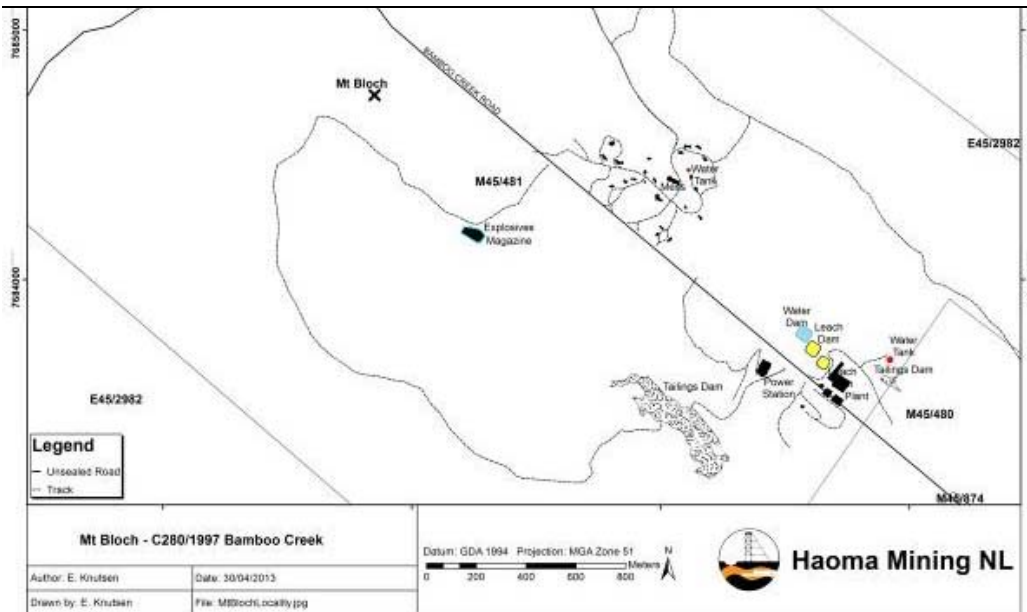 7685000
7684000
Mt Bloch
BAMBOO CREEK ROAD
E45/2982
M45/481
Water
Tank
Mess
Explosives
Magazine
Water
Dam
Leach
Dam
Water
Tank
Tailings Dam
Tailings Dam
Power
Station
Plant
E45/2982
M45/480
M45/874
Legend
Unsealed Road
Track
Mt Bloch - C280/1997 Bamboo Creek
Author: E. Knutsen
Date: 30/04/2013
Drawn by: E. Knutsen
File: MtBlochLocality.jpg
Datum: GDA 1994 Projection: MGA Zone 51
N
Meters
0 200 400 600 800
Haoma Mining NL